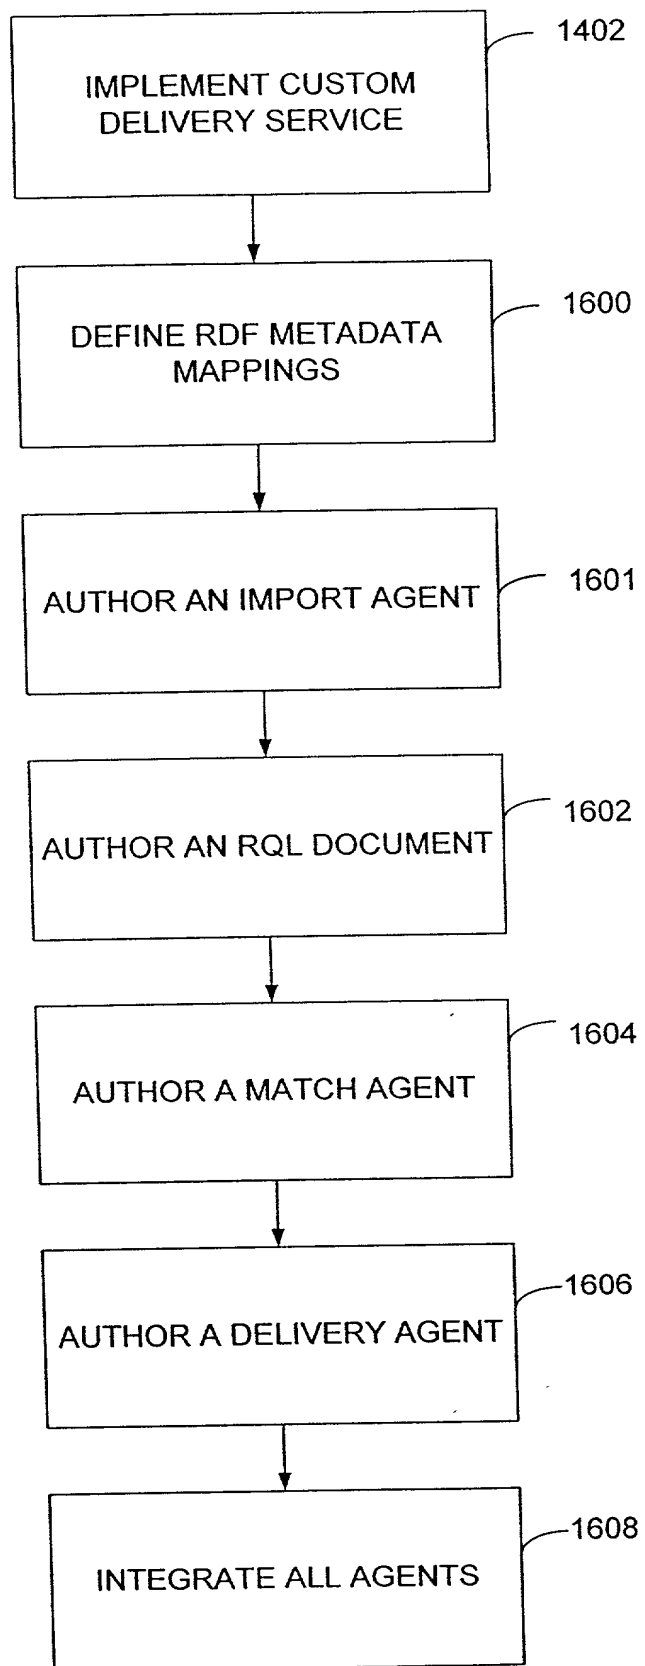 1402
IMPLEMENT CUSTOM
DELIVERY SERVICE
1600
DEFINE RDF METADATA
MAPPINGS
1601
AUTHOR AN IMPORT AGENT
1602
AUTHOR AN RQL DOCUMENT
1604
AUTHOR A MATCH AGENT
1606
AUTHOR A DELIVERY AGENT
1608
INTEGRATE ALL AGENTS